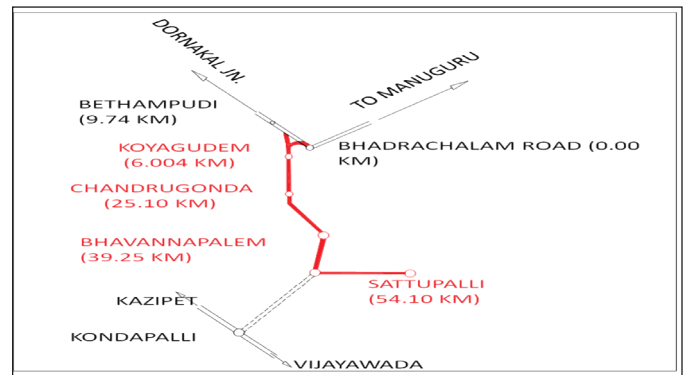 DORNAKAL JN.
TO MANUGURU
BETHAMPUDI
(9.74 KM)
BHADRACHALAM ROAD (0.00
KM)
KOYAGUDEM
(6.004 KM)
CHANDRUGONDA
(25.10 KM)
BHAVANNAPALEM
(39.25 KM)
SATTUPALLI
(54.10 KM)
KAZIPET
KONDAPALLI
VIJAYAWADA